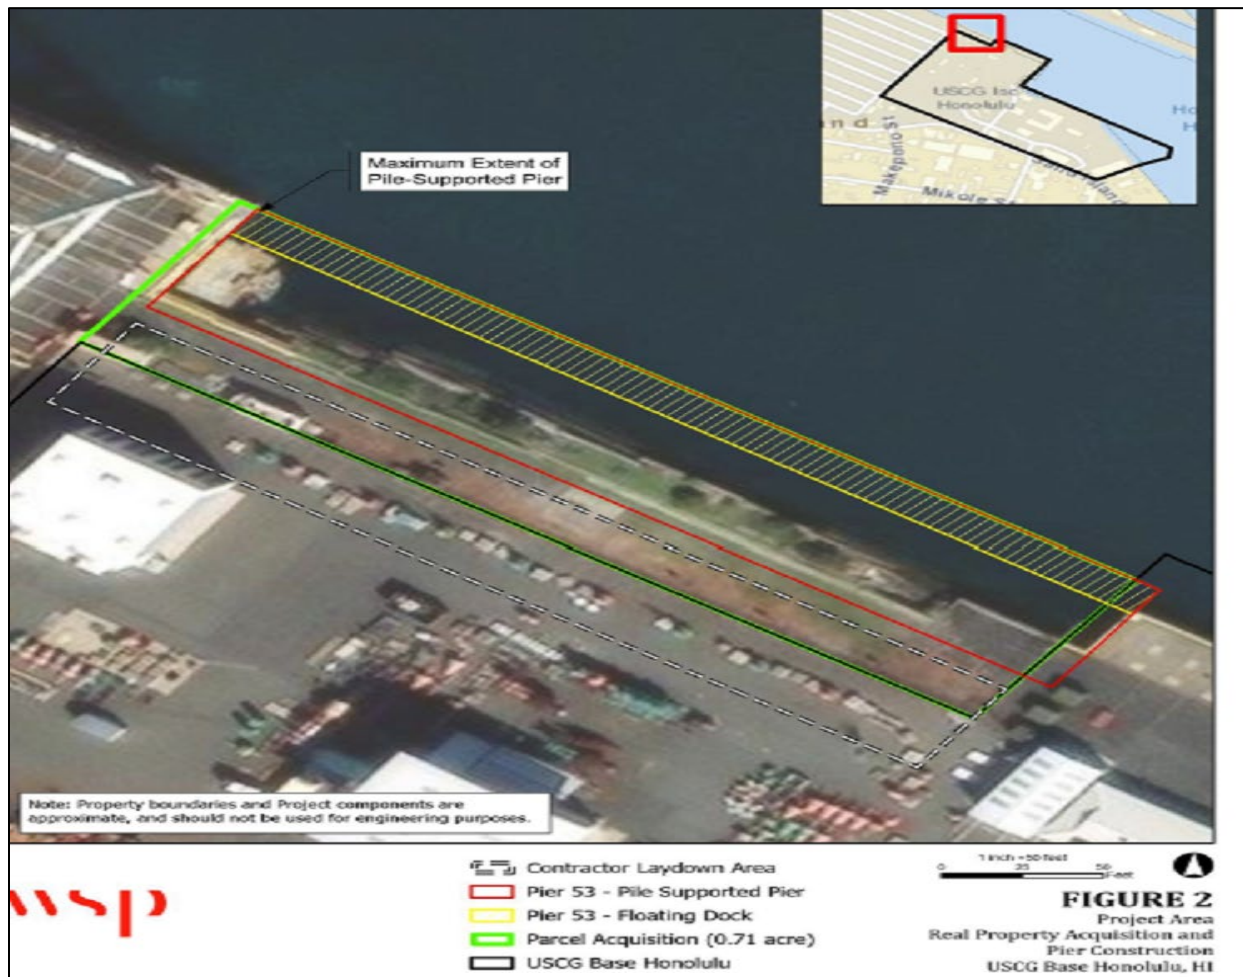 USCG Isc
Honolulu
and
Makepono St
Mikole
Maximum Extent of
Pile-Supported Pier
Note: Property boundaries and Project components are
approximate, and should not be used for engineering purposes.
wsp
Contractor Laydown Area
Pier 53 - Pile Supported Pier
Pier 53 - Floating Dock
Parcel Acquisition (0.71 acre)
USCG Base Honolulu
1 inch =50 feet
0 25 50
Feet
FIGURE 2
Project Area
Real Property Acquisition and
Pier Construction
USCG Base Honolulu, HI